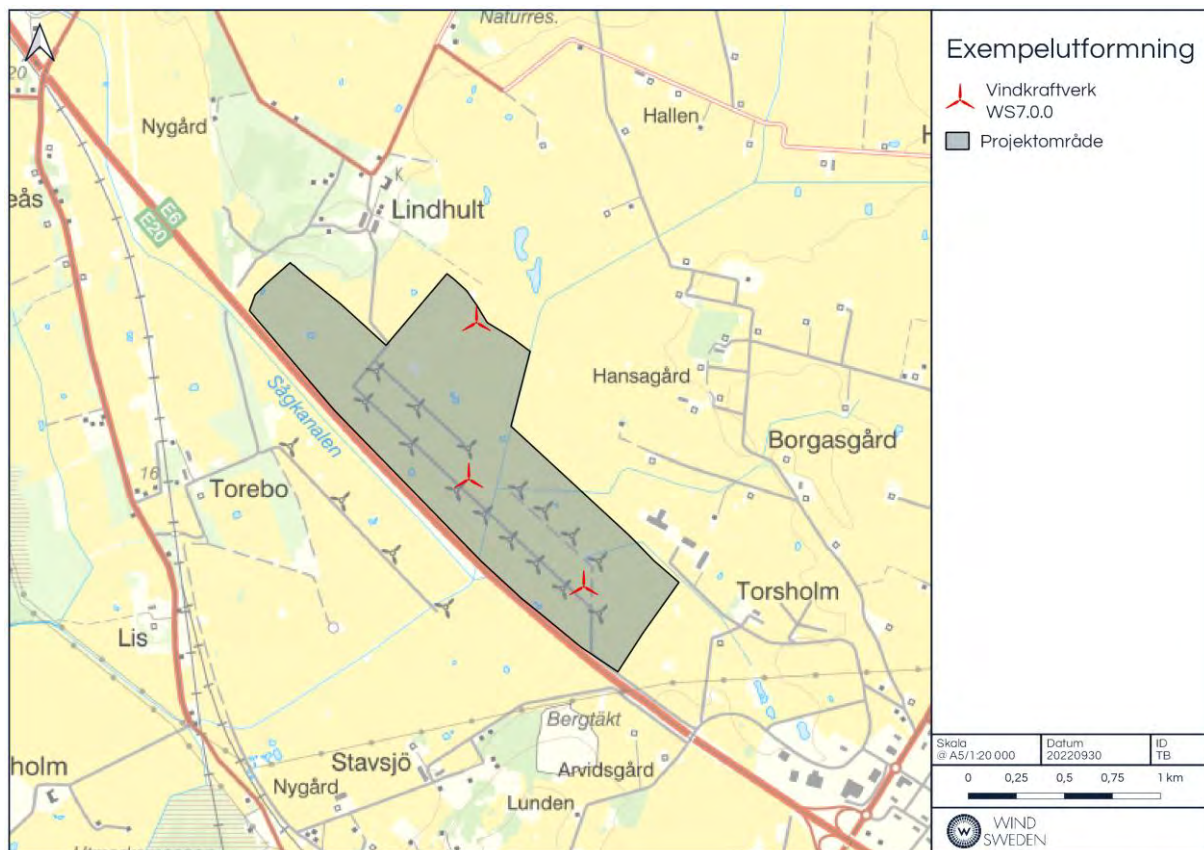 Naturres.
20
Nygård
Hallen
K
Lindhult
eås
E6
E20
Hansagård
Sågkanalen
Borgasgård
16
Torebo
Torsholm
Lis
Bergtäkt
Stavsjö
holm
Arvidsgård
Nygård
Lunden
Exempelutformning
Vindkraftverk
WS7.0.0
Projektområde
Skala
@ A5/1:20 000
Datum
20220930
ID
TB
0 0,25 0,5 0,75 1 km
W
WIND
SWEDEN